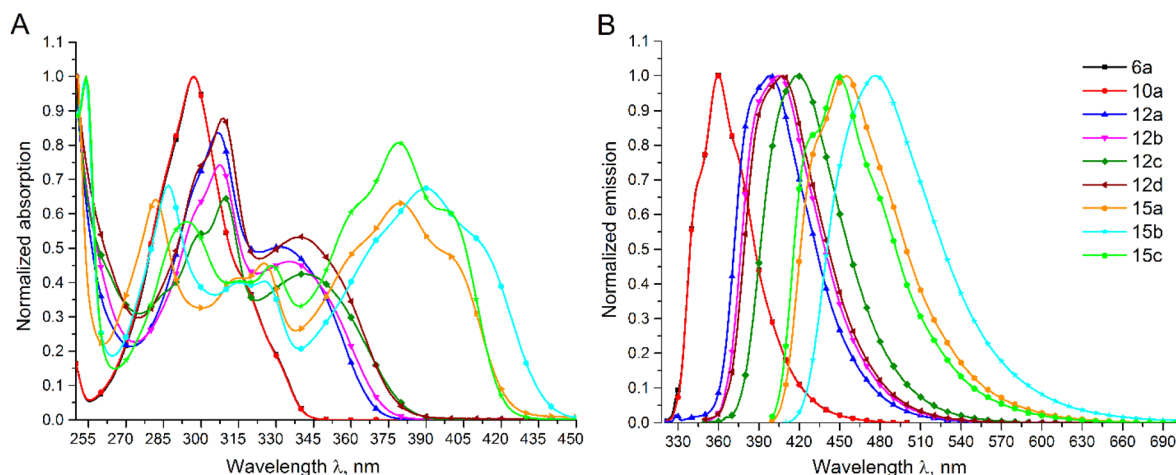 A
1.1
1.0
0.9
0.8
0.7
0.6
0.5
0.4
0.3
0.2
0.1
0.0
Normalized absorption
255 270 285 300 315 330 345 360 375 390 405 420 435 450
Wavelength λ, nm
B
1.1
1.0
0.9
0.8
0.7
0.6
0.5
0.4
0.3
0.2
0.1
0.0
Normalized emission
330 360 390 420 450 480 510 540 570 600 630 660 690
Wavelength λ, nm
6a
10a
12a
12b
12c
12d
15a
15b
15c